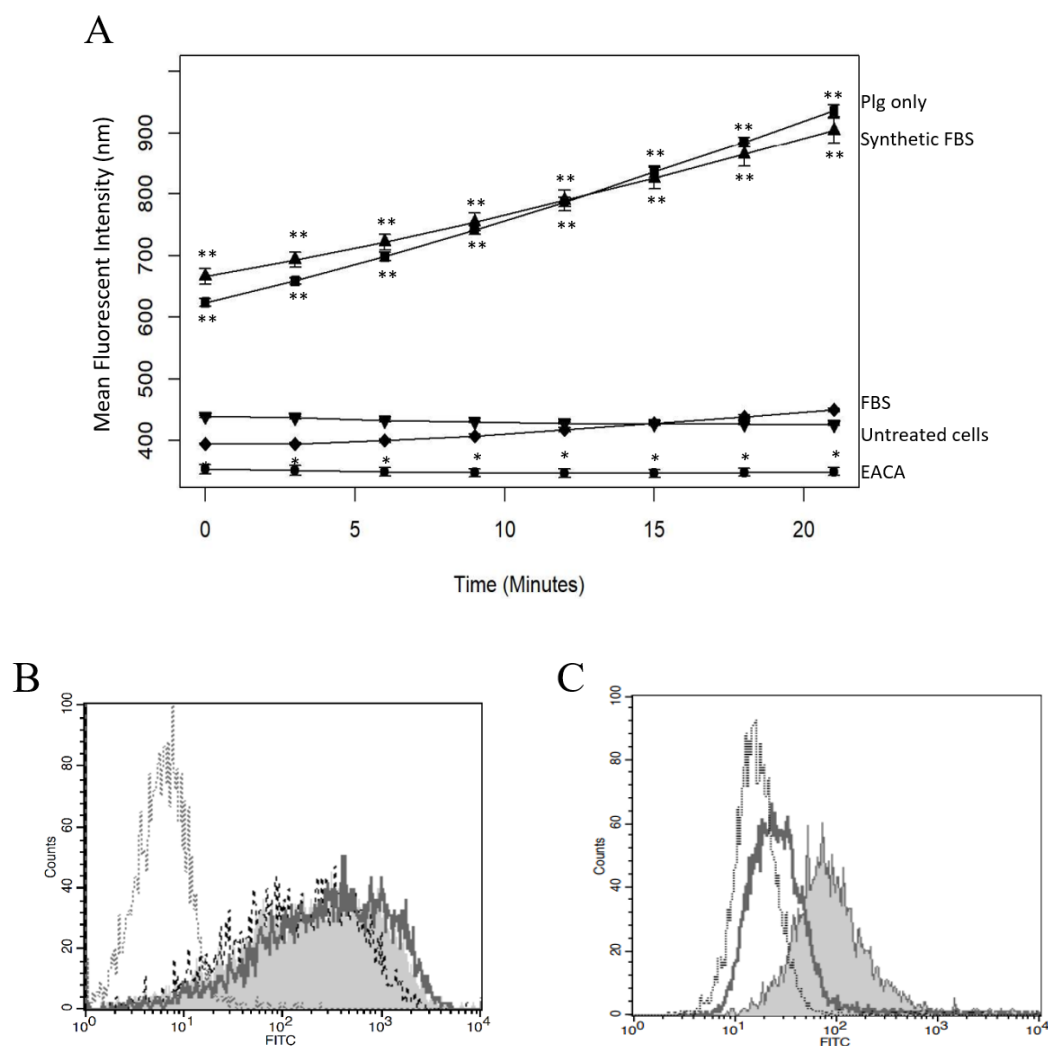 A
Mean Fluorescent Intensity (nm)
400 500 600 700 800 900
** ** ** ** ** ** ** **
** ** ** ** ** ** ** **
* * * * * * * *
Plg only
Synthetic FBS
FBS
Untreated cells
EACA
0 5 10 15 20
Time (Minutes)
B
Counts
100
80
60
40
20
0
10⁰ 10¹ 10² 10³ 10⁴
FITC
C
Counts
100
80
60
40
20
0
10⁰ 10¹ 10² 10³ 10⁴
FITC